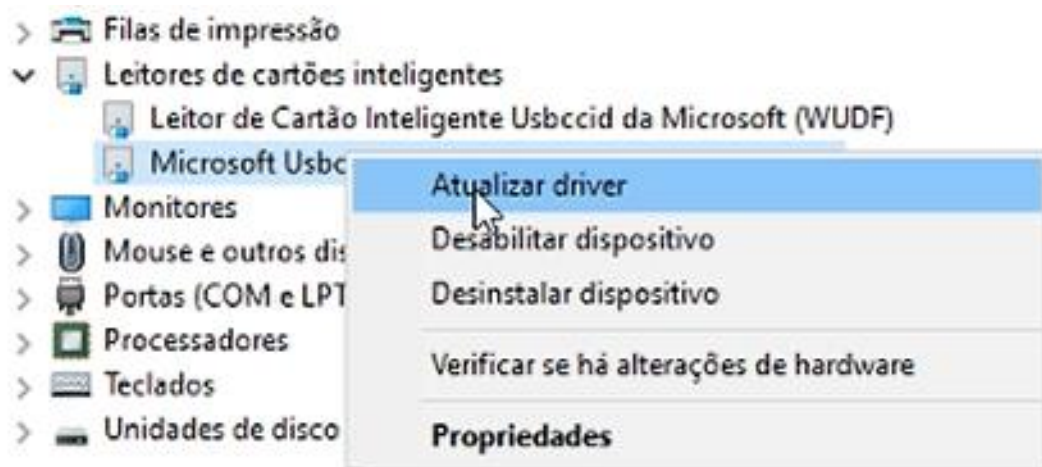 Filas de impressão
Leitores de cartões inteligentes
Leitor de Cartão Inteligente Usbccid da Microsoft (WUDF)
Microsoft Usbc
Monitores
Mouse e outros dis
Portas (COM e LPT
Processadores
Teclados
Unidades de disco
Atualizar driver
Desabilitar dispositivo
Desinstalar dispositivo
Verificar se há alterações de hardware
Propriedades